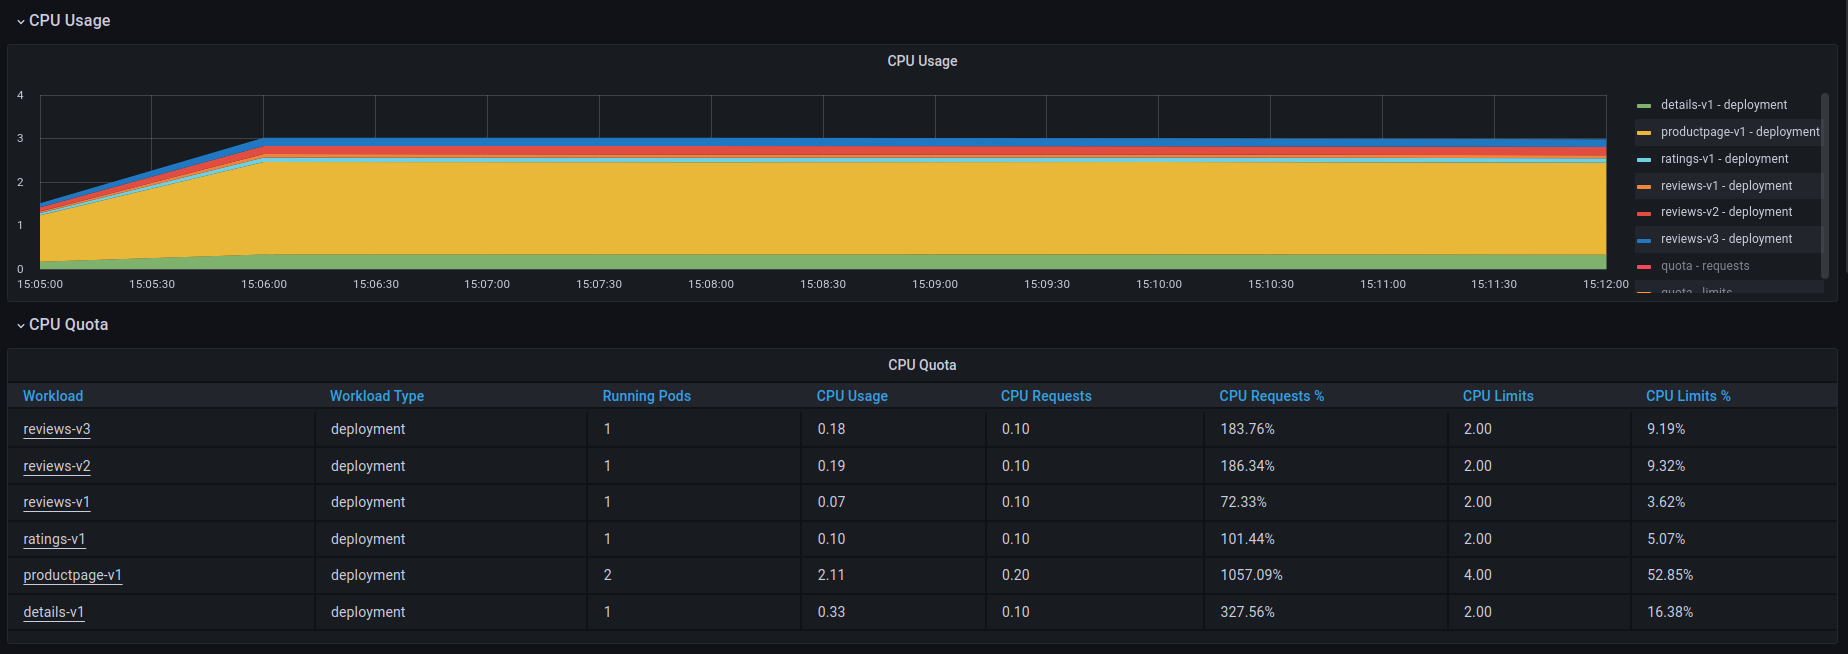 CPU Usage
CPU Usage
4
3
2
1
0
15:05:00 15:05:30 15:06:00 15:06:30 15:07:00 15:07:30 15:08:00 15:08:30 15:09:00 15:09:30 15:10:00 15:10:30 15:11:00 15:11:30 15:12:00
details-v1 - deployment
productpage-v1 - deployment
ratings-v1 - deployment
reviews-v1 - deployment
reviews-v2 - deployment
reviews-v3 - deployment
quota - requests
quota - limits
CPU Quota
CPU Quota
Workload Workload Type Running Pods CPU Usage CPU Requests CPU Requests % CPU Limits CPU Limits %
reviews-v3 deployment 1 0.18 0.10 183.76% 2.00 9.19%
reviews-v2 deployment 1 0.19 0.10 186.34% 2.00 9.32%
reviews-v1 deployment 1 0.07 0.10 72.33% 2.00 3.62%
ratings-v1 deployment 1 0.10 0.10 101.44% 2.00 5.07%
productpage-v1 deployment 2 2.11 0.20 1057.09% 4.00 52.85%
details-v1 deployment 1 0.33 0.10 327.56% 2.00 16.38%